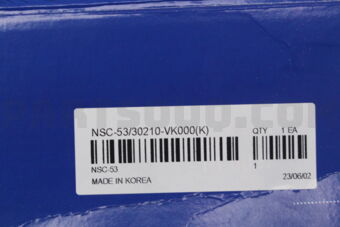 NSC-53/30210-VK000(K)
QTY 1 EA
NSC-53
1
MADE IN KOREA
23/06/02